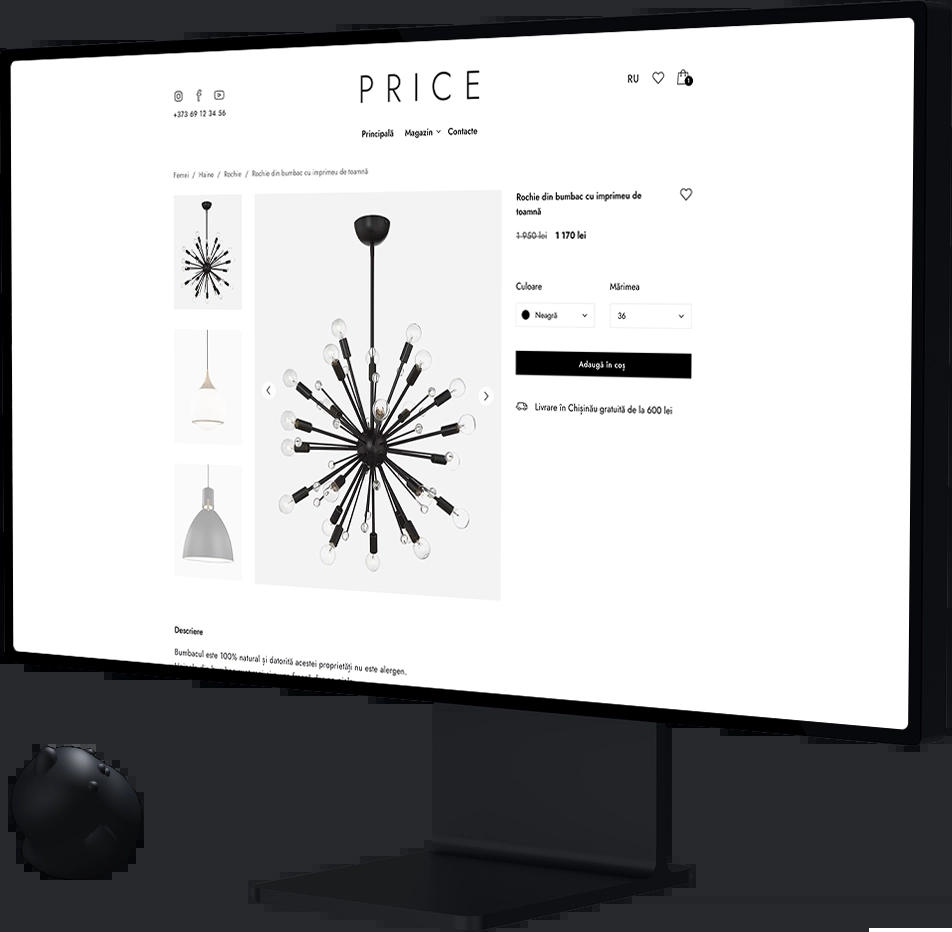 PRICE
RU
1
+373 69 12 34 56
Principală Magazin Contacte
Femei / Haine / Rochie / Rochie din bumbac cu imprimeu de toamnă
Rochie din bumbac cu imprimeu de
toamnă
1 950 lei 1 170 lei
Culoare Mărimea
Neagră 36
Adaugă în coș
Livrare în Chișinău gratuită de la 600 lei
Descriere
Bumbacul este 100% natural și datorită acestei proprietăți nu este alergen.